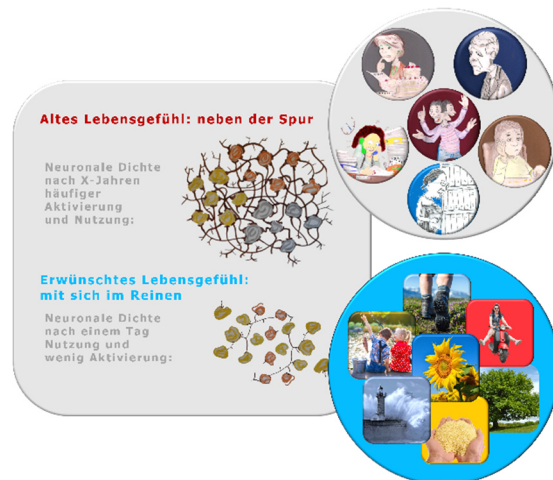 Altes Lebensgefühl: neben der Spur
Neuronale Dichte
nach X-Jahren
häufiger
Aktivierung
und Nutzung:
Erwünschtes Lebensgefühl:
mit sich im Reinen
Neuronale Dichte
nach einem Tag
Nutzung und
wenig Aktivierung: